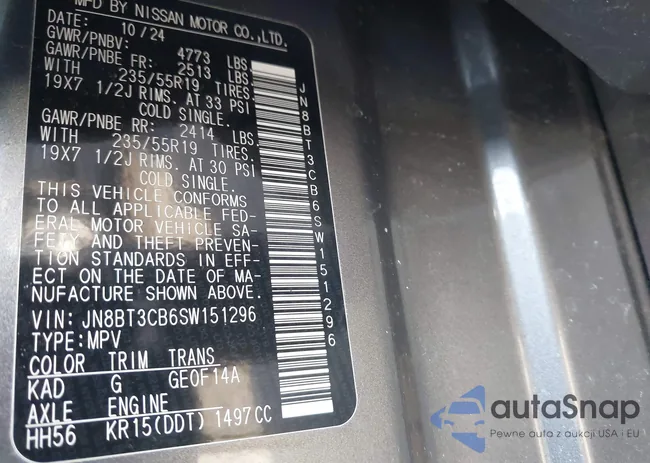 MFD BY NISSAN MOTOR CO.,LTD.
DATE: 10/24
GVWR/PNBV: 4773 LBS.
GAWR/PNBE FR: 2513 LBS
WITH 235/55R19 TIRES.
19X7 1/2J RIMS. AT 33 PSI
COLD SINGLE.
GAWR/PNBE RR: 2414 LBS.
WITH 235/55R19 TIRES.
19X7 1/2J RIMS. AT 30 PSI
COLD SINGLE.
THIS VEHICLE CONFORMS
TO ALL APPLICABLE FED-
ERAL MOTOR VEHICLE SA-
FETY AND THEFT PREVEN-
TION STANDARDS IN EFF-
ECT ON THE DATE OF MA-
NUFACTURE SHOWN ABOVE.
VIN: JN8BT3CB6SW151296
TYPE: MPV
COLOR TRIM TRANS
KAD G GE0F14A
AXLE ENGINE
HH56 KR15(DDT) 1497CC
JN8BT3CB6SW151296
autaSnap
Pewne auta z aukcji USA i EU